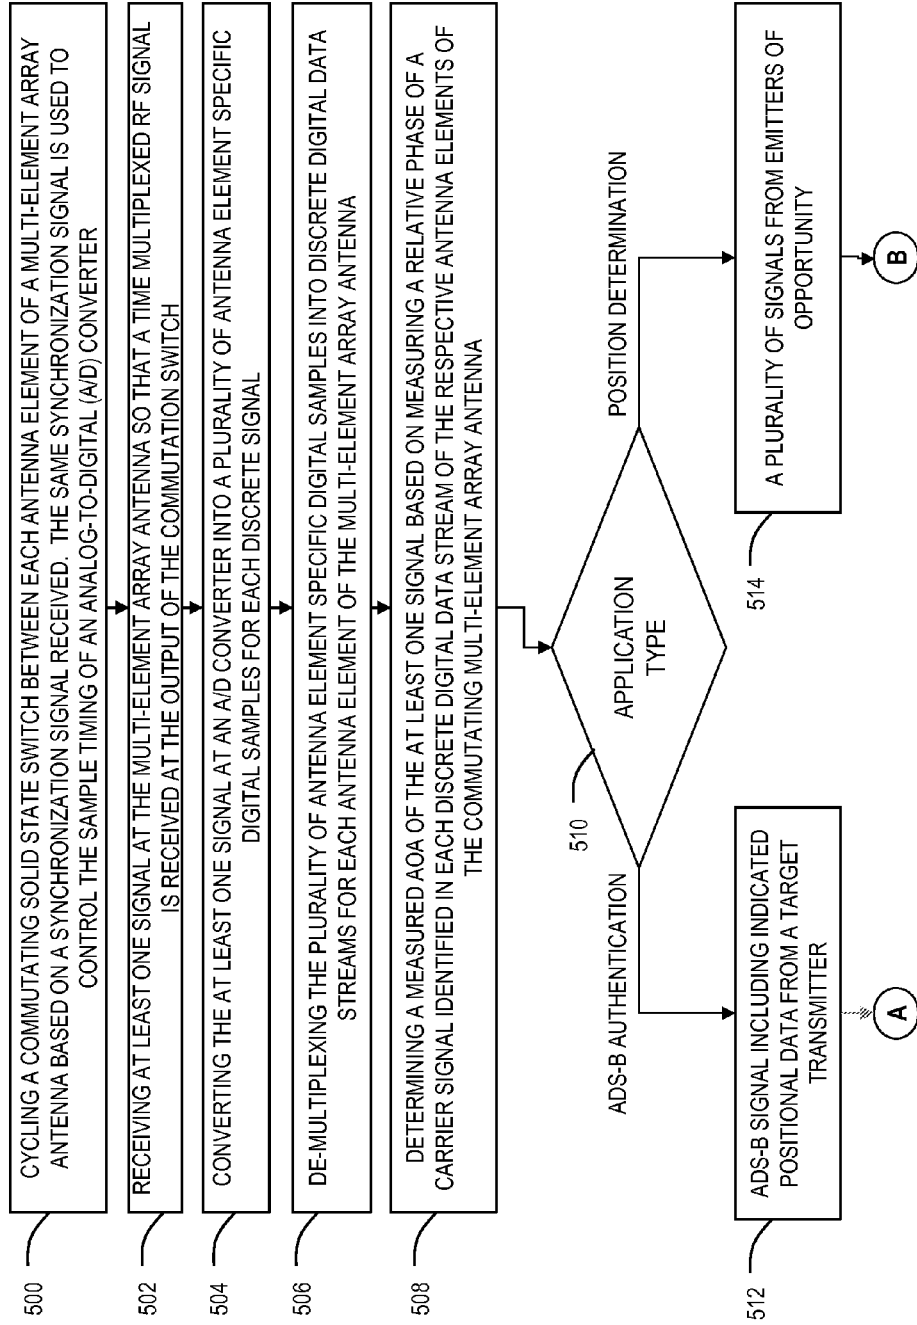 500
CYCLING A COMMUTATING SOLID STATE SWITCH BETWEEN EACH ANTENNA ELEMENT OF A MULTI-ELEMENT ARRAY
ANTENNA BASED ON A SYNCHRONIZATION SIGNAL RECEIVED. THE SAME SYNCHRONIZATION SIGNAL IS USED TO
CONTROL THE SAMPLE TIMING OF AN ANALOG-TO-DIGITAL (A/D) CONVERTER
502
RECEIVING AT LEAST ONE SIGNAL AT THE MULTI-ELEMENT ARRAY ANTENNA SO THAT A TIME MULTIPLEXED RF SIGNAL
IS RECEIVED AT THE OUTPUT OF THE COMMUTATION SWITCH
504
CONVERTING THE AT LEAST ONE SIGNAL AT AN A/D CONVERTER INTO A PLURALITY OF ANTENNA ELEMENT SPECIFIC
DIGITAL SAMPLES FOR EACH DISCRETE SIGNAL
506
DE-MULTIPLEXING THE PLURALITY OF ANTENNA ELEMENT SPECIFIC DIGITAL SAMPLES INTO DISCRETE DIGITAL DATA
STREAMS FOR EACH ANTENNA ELEMENT OF THE MULTI-ELEMENT ARRAY ANTENNA
508
DETERMINING A MEASURED AOA OF THE AT LEAST ONE SIGNAL BASED ON MEASURING A RELATIVE PHASE OF A
CARRIER SIGNAL IDENTIFIED IN EACH DISCRETE DIGITAL DATA STREAM OF THE RESPECTIVE ANTENNA ELEMENTS OF
THE COMMUTATING MULTI-ELEMENT ARRAY ANTENNA
510
APPLICATION
TYPE
ADS-B AUTHENTICATION
POSITION DETERMINATION
512
ADS-B SIGNAL INCLUDING INDICATED
POSITIONAL DATA FROM A TARGET
TRANSMITTER
A
514
A PLURALITY OF SIGNALS FROM EMITTERS OF
OPPORTUNITY
B